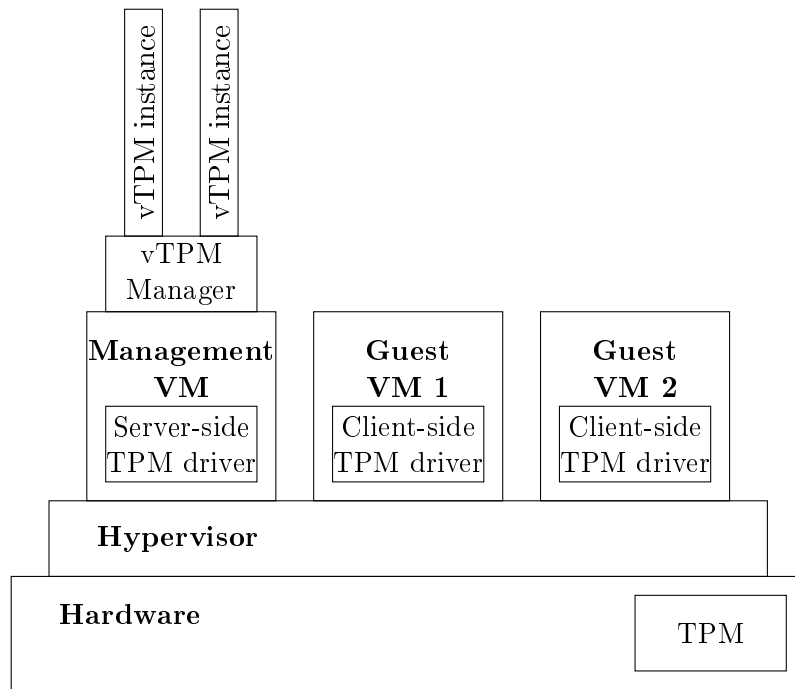 vTPM instance
vTPM instance
vTPM
Manager
Management
VM
Server-side
TPM driver
Guest
VM 1
Client-side
TPM driver
Guest
VM 2
Client-side
TPM driver
Hypervisor
Hardware
TPM